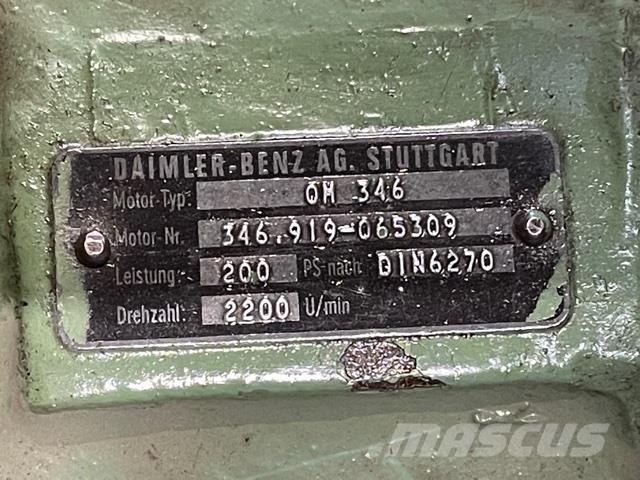 DAIMLER-BENZ AG. STUTTGART
Motor-Typ: OM 346
Motor-Nr. 346.919-065309
Leistung: 200 PS nach DIN6270
Drehzahl: 2200 U/min
MASCUS